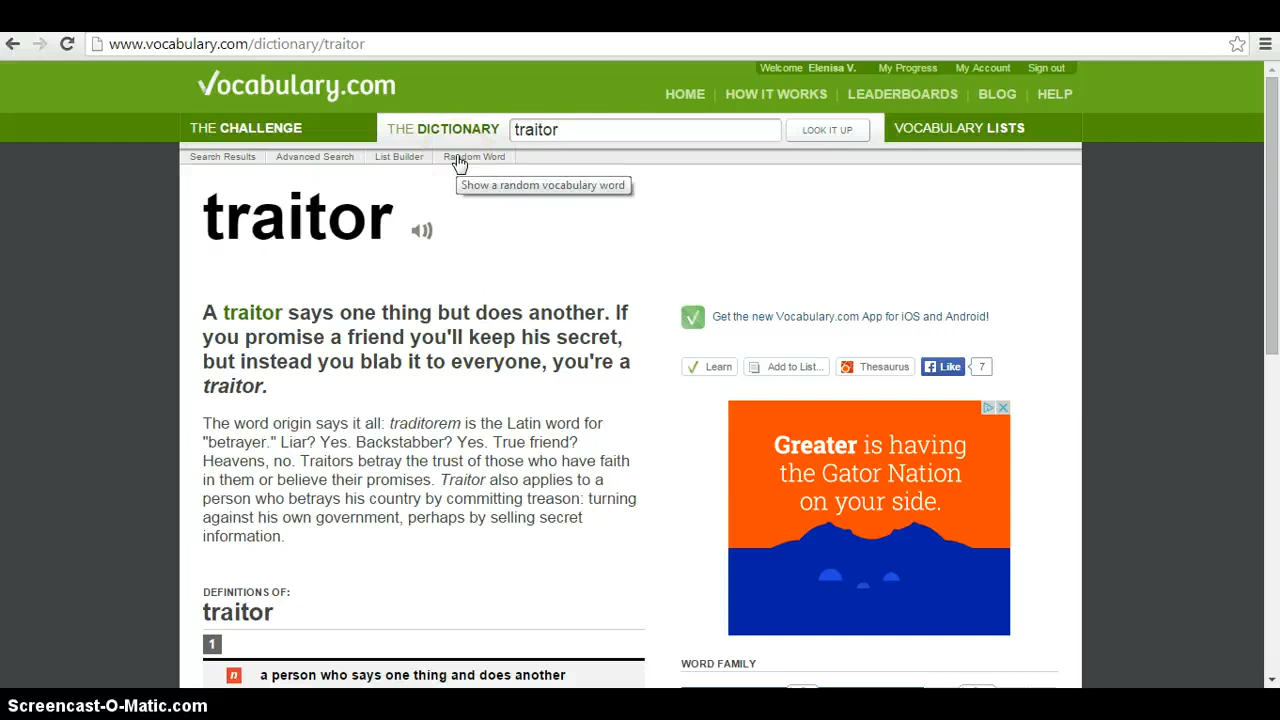 www.vocabulary.com/dictionary/traitor
Welcome Elenisa V. My Progress My Account Sign out
Vocabulary.com
HOME | HOW IT WORKS | LEADERBOARDS | BLOG | HELP
THE CHALLENGE THE DICTIONARY traitor LOOK IT UP VOCABULARY LISTS
Search Results Advanced Search List Builder Random Word
Show a random vocabulary word
traitor
A traitor says one thing but does another. If
you promise a friend you'll keep his secret,
but instead you blab it to everyone, you're a
traitor.
The word origin says it all: traditorem is the Latin word for
"betrayer." Liar? Yes. Backstabber? Yes. True friend?
Heavens, no. Traitors betray the trust of those who have faith
in them or believe their promises. Traitor also applies to a
person who betrays his country by committing treason: turning
against his own government, perhaps by selling secret
information.
DEFINITIONS OF:
traitor
1
n a person who says one thing and does another
Get the new Vocabulary.com App for iOS and Android!
Learn Add to List... Thesaurus Like 7
Greater is having
the Gator Nation
on your side.
WORD FAMILY
Screencast-O-Matic.com